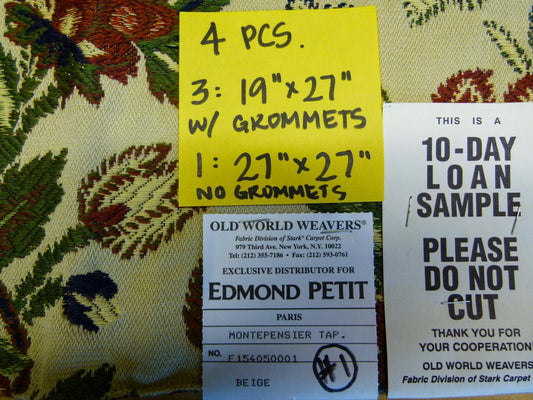 4 PCS.
3: 19"x27"
W/ GROMMETS
1: 27"x27"
NO GROMMETS
OLD WORLD WEAVERS®
Fabric Division of Stark Carpet Corp.
979 Third Ave. New York, N.Y. 10022
Tel: (212) 355-7186 • Fax: (212) 593-0761
EXCLUSIVE DISTRIBUTOR FOR
EDMOND PETIT
PARIS
MONTEPENSIER TAP.
NO. F154050001
BEIGE
#1
THIS IS A
10-DAY
LOAN
SAMPLE
PLEASE
DO NOT
CUT
THANK YOU FOR
YOUR COOPERATION!
OLD WORLD WEAVERS
Fabric Division of Stark Carpet